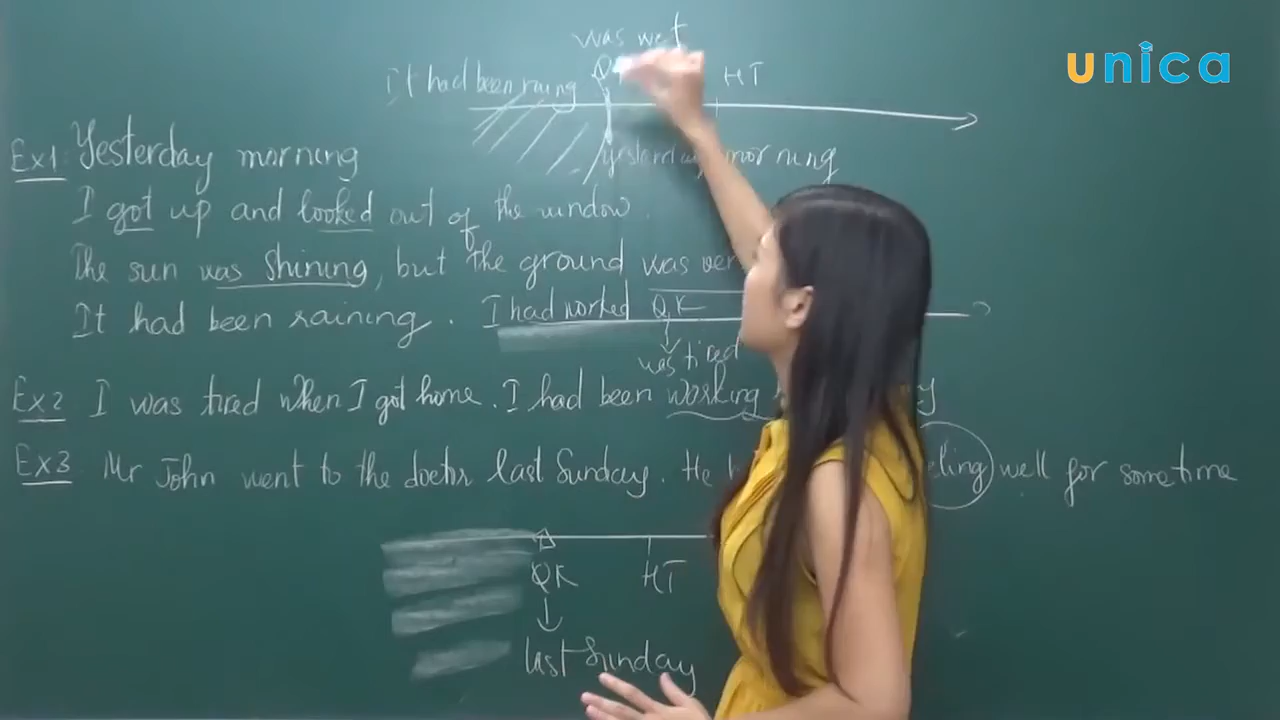 unica
was wet
It had been raing
HT
yesterday morning
Ex1: Yesterday morning
I got up and looked out of the window.
The sun was shining, but the ground was
It had been raining. I had worked QK
was tired
Ex2 I was tired when I got home. I had been working
Ex3 Mr John went to the doctor last Sunday. He well for some time
QK HT
last Sunday